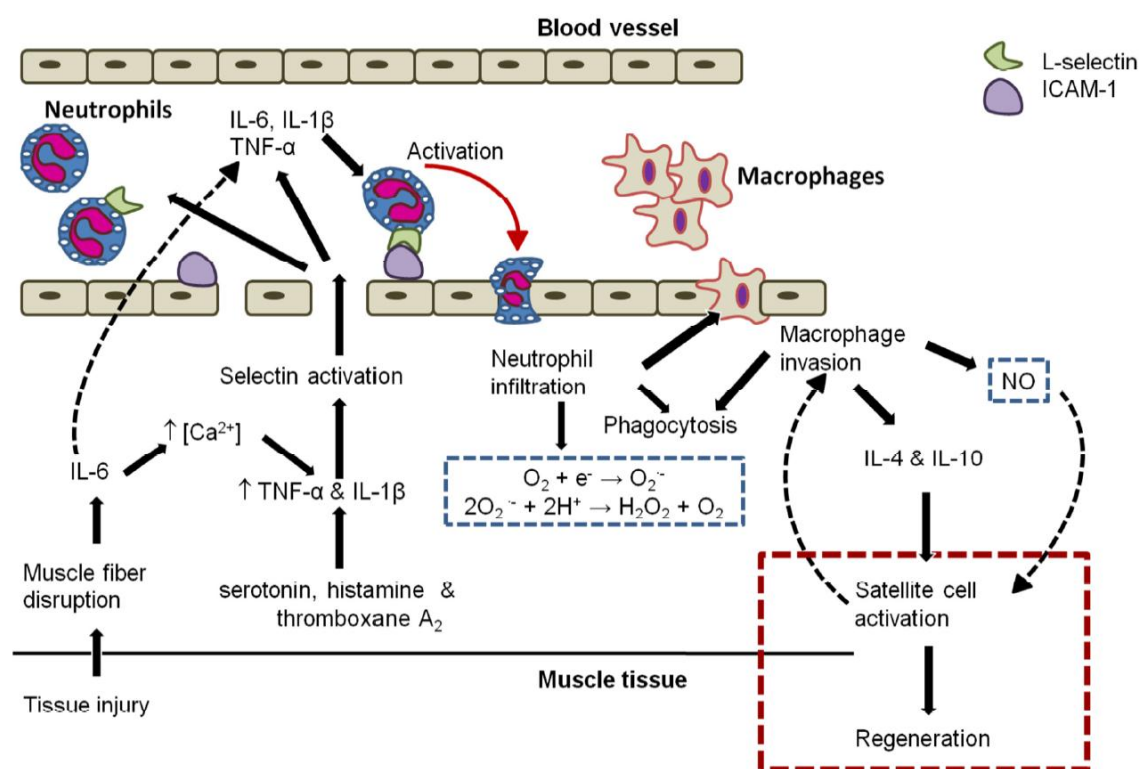 Blood vessel
L-selectin
ICAM-1
Neutrophils
IL-6, IL-1β
TNF-α
Activation
Macrophages
Selectin activation
Neutrophil
infiltration
Macrophage
invasion
NO
Phagocytosis
↑ [Ca²⁺]
IL-6
↑ TNF-α & IL-1β
O₂ + e⁻ → O₂·⁻
2O₂·⁻ + 2H⁺ → H₂O₂ + O₂
IL-4 & IL-10
Muscle fiber
disruption
serotonin, histamine &
thromboxane A₂
Satellite cell
activation
Muscle tissue
Tissue injury
Regeneration